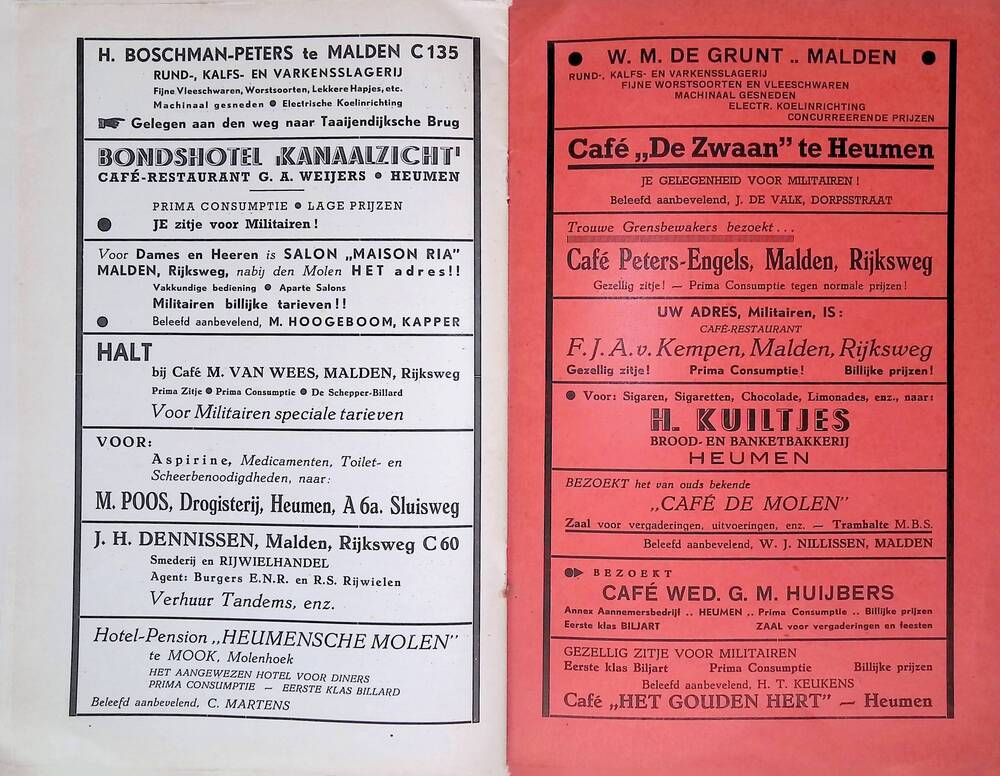 H. BOSCHMAN-PETERS te MALDEN C 135
RUND-, KALFS- EN VARKENSSLAGERIJ
Fijne Vleeschwaren, Worstsoorten, Lekkere Hapjes, etc.
Machinaal gesneden ● Electrische Koelinrichting
☛ Gelegen aan den weg naar Taaijendijksche Brug
BONDSHOTEL „KANAALZICHT"
CAFÉ-RESTAURANT G. A. WEIJERS ● HEUMEN
PRIMA CONSUMPTIE ● LAGE PRIJZEN
● JE zitje voor Militairen!
Voor Dames en Heeren is SALON „MAISON RIA"
MALDEN, Rijksweg, nabij den Molen HET adres!!
Vakkundige bediening ● Aparte Salons
Militairen billijke tarieven!!
● Beleefd aanbevelend, M. HOOGEBOOM, KAPPER
HALT
bij Café M. VAN WEES, MALDEN, Rijksweg
Prima Zitje ● Prima Consumptie ● De Schepper-Billard
Voor Militairen speciale tarieven
VOOR:
Aspirine, Medicamenten, Toilet- en
Scheerbenoodigdheden, naar:
M. POOS, Drogisterij, Heumen, A 6a. Sluisweg
J. H. DENNISSEN, Malden, Rijksweg C 60
Smederij en RIJWIELHANDEL
Agent: Burgers E.N.R. en R.S. Rijwielen
Verhuur Tandems, enz.
Hotel-Pension „HEUMENSCHE MOLEN"
te MOOK, Molenhoek
HET AANGEWEZEN HOTEL VOOR DINERS
PRIMA CONSUMPTIE — EERSTE KLAS BILLARD
Beleefd aanbevelend, C. MARTENS
● W. M. DE GRUNT .. MALDEN ●
RUND-, KALFS- EN VARKENSSLAGERIJ
FIJNE WORSTSOORTEN EN VLEESCHWAREN
MACHINAAL GESNEDEN
ELECTR. KOELINRICHTING
CONCURREERENDE PRIJZEN
Café „De Zwaan" te Heumen
JE GELEGENHEID VOOR MILITAIREN!
Beleefd aanbevelend, J. DE VALK, DORPSSTRAAT
Trouwe Grensbewakers bezoekt...
Café Peters-Engels, Malden, Rijksweg
Gezellig zitje! — Prima Consumptie tegen normale prijzen!
UW ADRES, Militairen, IS:
CAFÉ-RESTAURANT
F. J. A. v. Kempen, Malden, Rijksweg
Gezellig zitje! Prima Consumptie! Billijke prijzen!
● Voor: Sigaren, Sigaretten, Chocolade, Limonades, enz., naar:
H. KUILTJES
BROOD- EN BANKETBAKKERIJ
HEUMEN
BEZOEKT het van ouds bekende
„CAFÉ DE MOLEN"
Zaal voor vergaderingen, uitvoeringen, enz. — Tramhalte M.B.S.
Beleefd aanbevelend, W. J. NILLISSEN, MALDEN
BEZOEKT
CAFÉ WED. G. M. HUIJBERS
Annex Aannemersbedrijf .. HEUMEN .. Prima Consumptie .. Billijke prijzen
Eerste klas BILJART ZAAL voor vergaderingen en feesten
GEZELLIG ZITJE VOOR MILITAIREN
Eerste klas Biljart Prima Consumptie Billijke prijzen
Beleefd aanbevelend, H. T. KEUKENS
Café „HET GOUDEN HERT" — Heumen